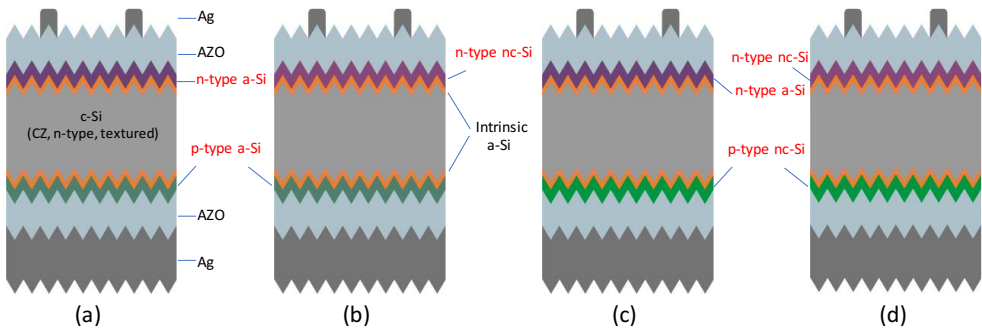 Ag
AZO
n-type a-Si
c-Si
(CZ, n-type, textured)
p-type a-Si
AZO
Ag
n-type nc-Si
Intrinsic
a-Si
n-type nc-Si
n-type a-Si
p-type nc-Si
(a)
(b)
(c)
(d)